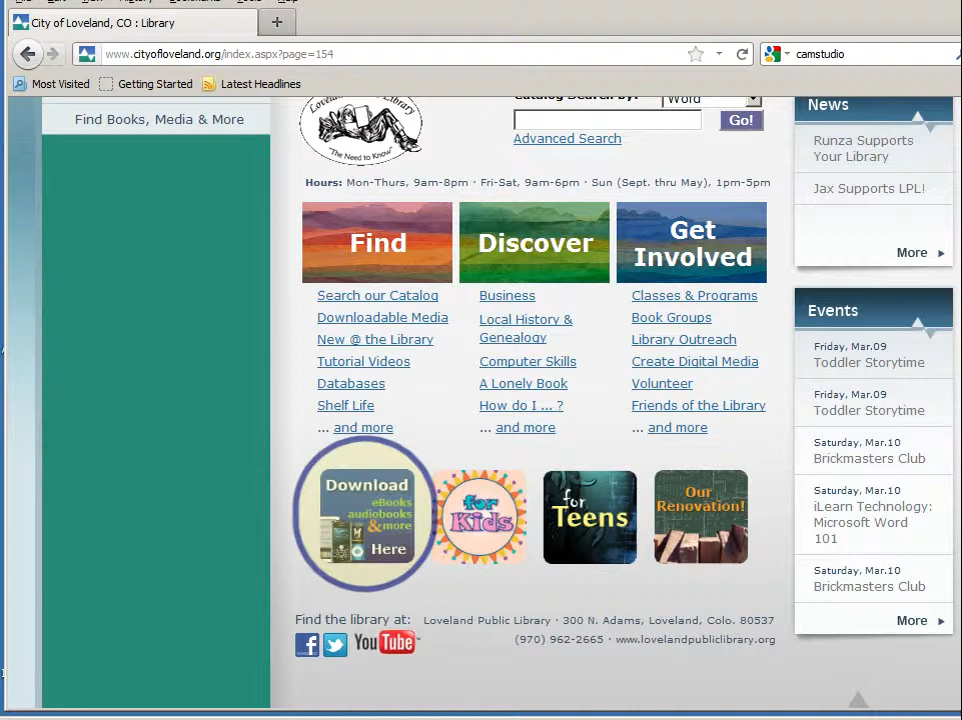 City of Loveland, CO : Library
www.cityofloveland.org/index.aspx?page=154
camstudio
Most Visited
Getting Started
Latest Headlines
Find Books, Media & More
"The Need to Know"
Catalog Search by:
Word
Go!
Advanced Search
Hours: Mon-Thurs, 9am-8pm · Fri-Sat, 9am-6pm · Sun (Sept. thru May), 1pm-5pm
Find
Search our Catalog
Downloadable Media
New @ the Library
Tutorial Videos
Databases
Shelf Life
... and more
Discover
Business
Local History &
Genealogy
Computer Skills
A Lonely Book
How do I ... ?
... and more
Get
Involved
Classes & Programs
Book Groups
Library Outreach
Create Digital Media
Volunteer
Friends of the Library
... and more
Download
eBooks
audiobooks
& more
Here
for
Kids
for
Teens
Our
Renovation!
Find the library at:
Loveland Public Library · 300 N. Adams, Loveland, Colo. 80537
(970) 962-2665 · www.lovelandpubliclibrary.org
f
You Tube
News
Runza Supports
Your Library
Jax Supports LPL!
More
Events
Friday, Mar.09
Toddler Storytime
Friday, Mar.09
Toddler Storytime
Saturday, Mar.10
Brickmasters Club
Saturday, Mar.10
iLearn Technology:
Microsoft Word
101
Saturday, Mar.10
Brickmasters Club
More